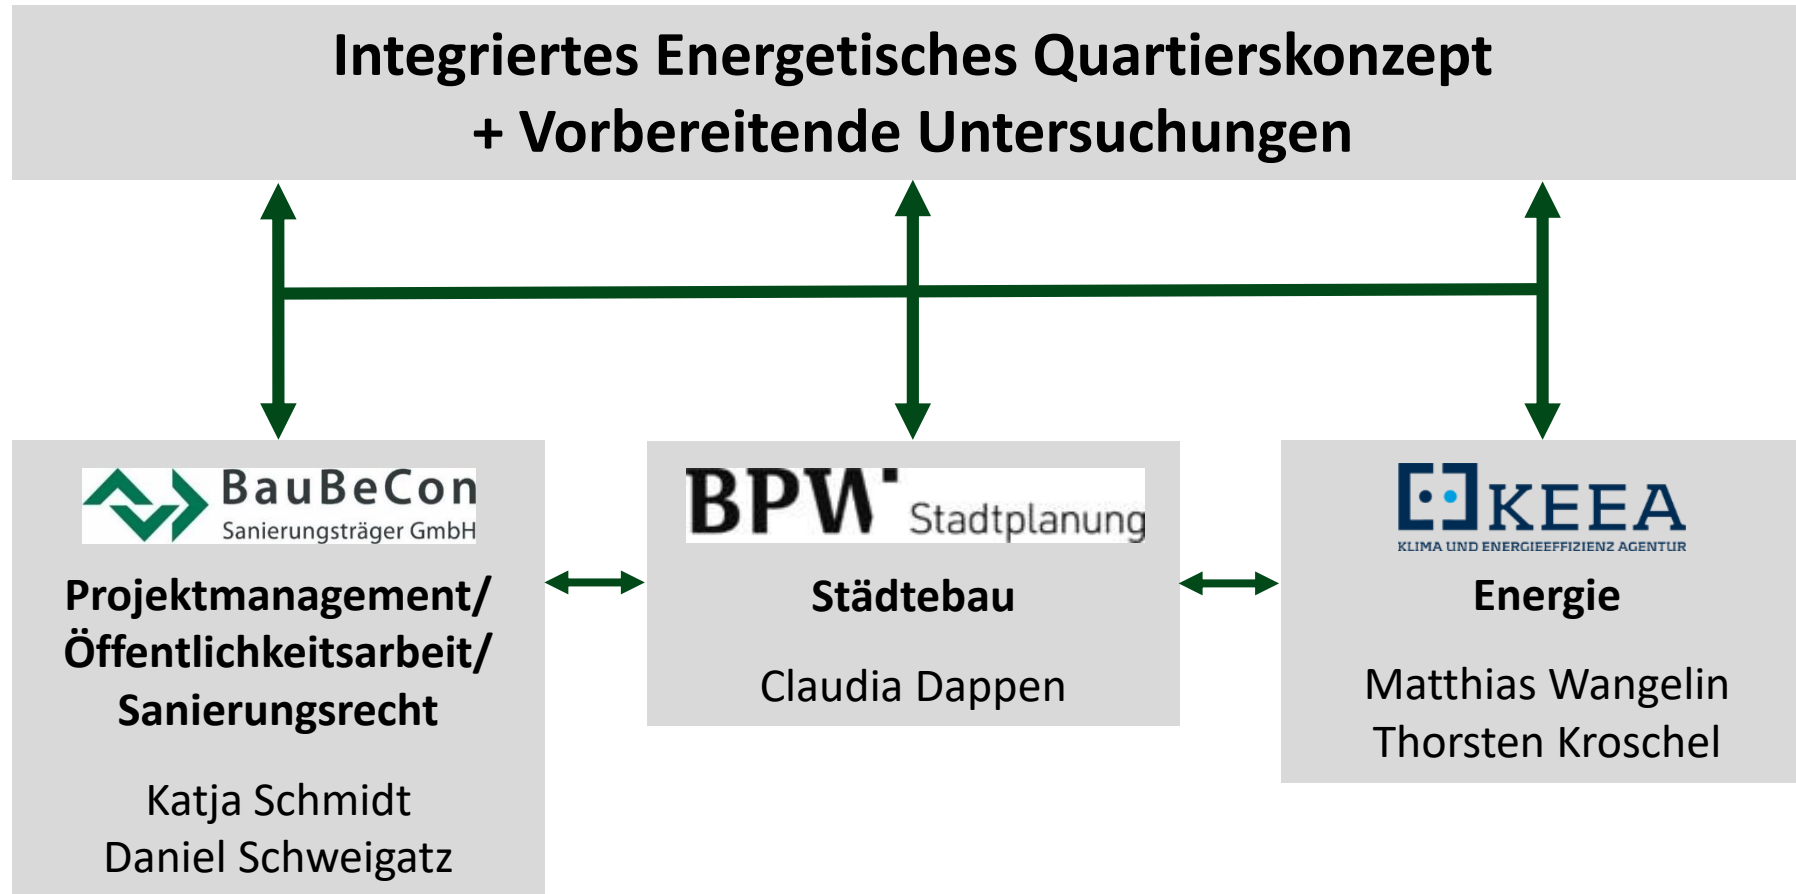 Integriertes Energetisches Quartierskonzept
+ Vorbereitende Untersuchungen
BauBeCon
Sanierungsträger GmbH
Projektmanagement/
Öffentlichkeitsarbeit/
Sanierungsrecht
Katja Schmidt
Daniel Schweigatz
BPW Stadtplanung
Städtebau
Claudia Dappen
KEEA
KLIMA UND ENERGIEEFFIZIENZ AGENTUR
Energie
Matthias Wangelin
Thorsten Kroschel